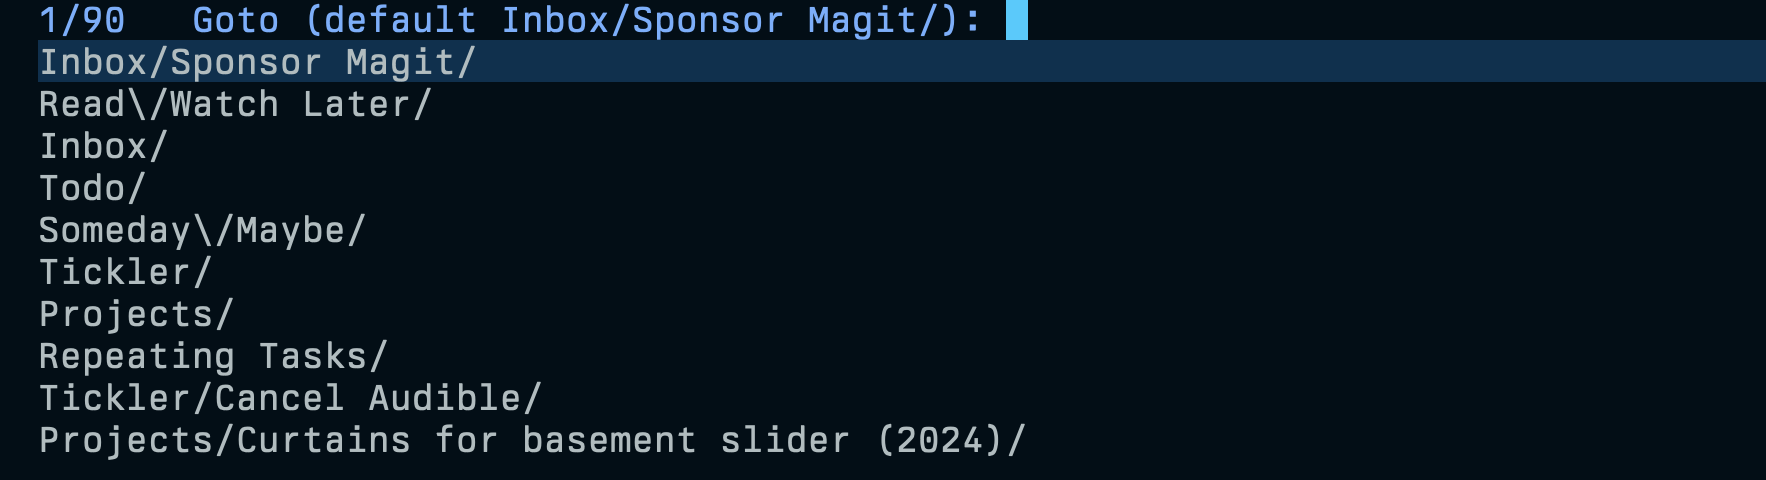 1/90   Goto (default Inbox/Sponsor Magit/):
Inbox/Sponsor Magit/
Read\/Watch Later/
Inbox/
Todo/
Someday\/Maybe/
Tickler/
Projects/
Repeating Tasks/
Tickler/Cancel Audible/
Projects/Curtains for basement slider (2024)/